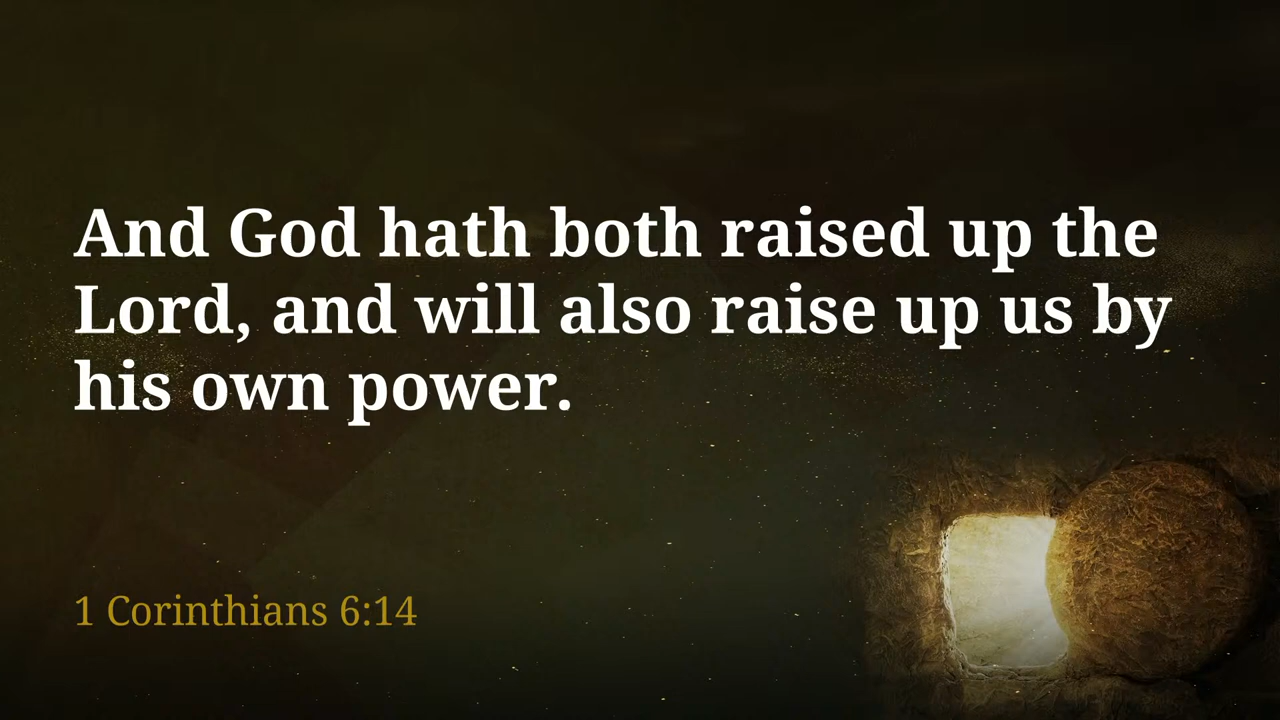 And God hath both raised up the
Lord, and will also raise up us by
his own power.
1 Corinthians 6:14